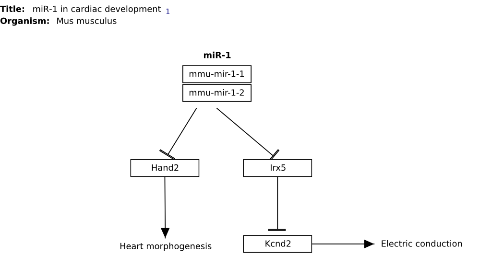 Title: miR-1 in cardiac development 1
Organism: Mus musculus
miR-1
mmu-mir-1-1
mmu-mir-1-2
Hand2
Irx5
Heart morphogenesis
Kcnd2
Electric conduction